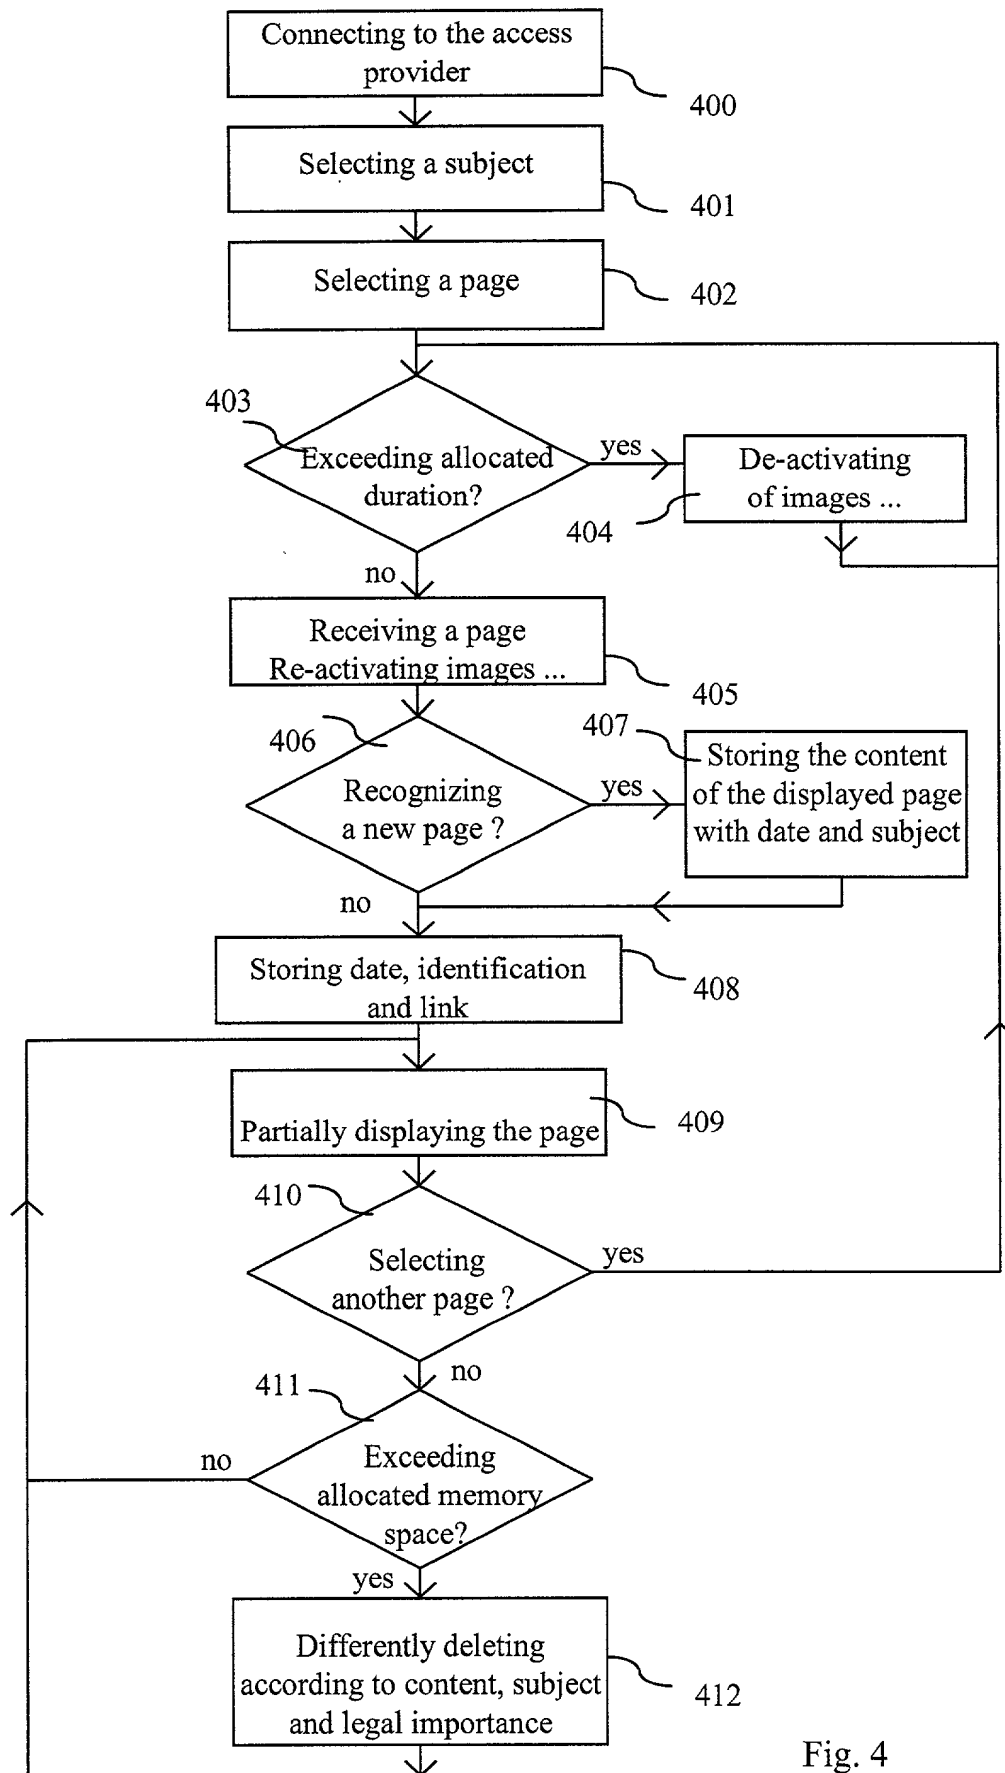 Connecting to the access
provider
400
Selecting a subject
401
Selecting a page
402
403
Exceeding allocated
duration?
yes
De-activating
of images ...
404
no
Receiving a page
Re-activating images ...
405
406
Recognizing
a new page ?
yes
407
Storing the content
of the displayed page
with date and subject
no
Storing date, identification
and link
408
Partially displaying the page
409
410
Selecting
another page ?
yes
no
411
Exceeding
allocated memory
space?
no
yes
Differently deleting
according to content, subject
and legal importance
412
Fig. 4